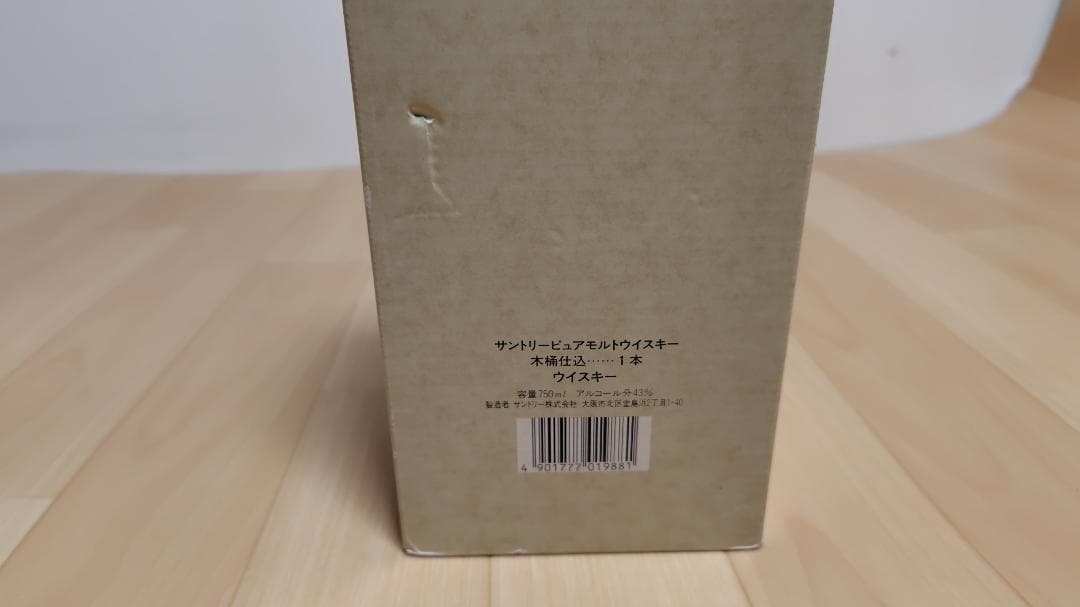 サントリーピュアモルトウイスキー
木桶仕込……1本
ウイスキー
容量750ml アルコール分43%
製造者 サントリー株式会社 大阪市北区堂島浜2丁目1-40
4 901777 019881